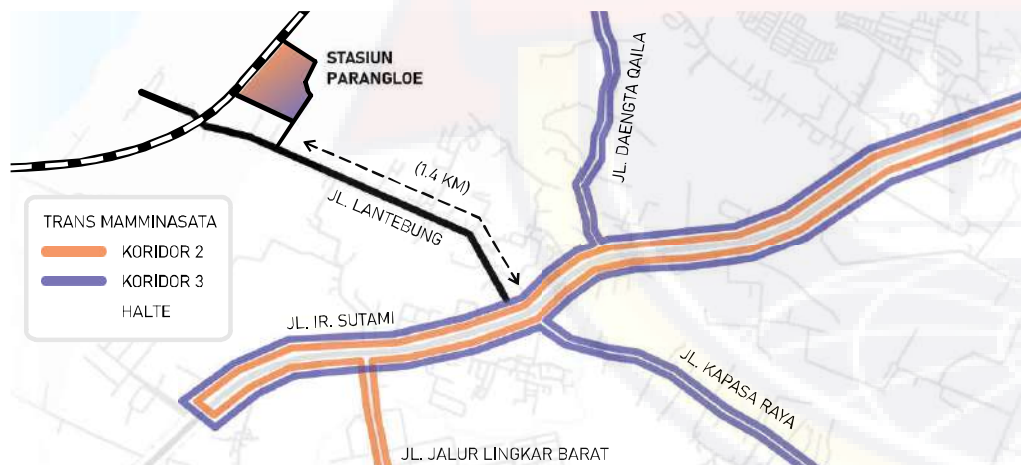 STASIUN
PARANGLOE
JL. DAENGTA QAILA
(1.4 KM)
JL. LANTEBUNG
TRANS MAMMINASATA
KORIDOR 2
KORIDOR 3
HALTE
JL. IR. SUTAMI
JL. KAPASA RAYA
JL. JALUR LINGKAR BARAT